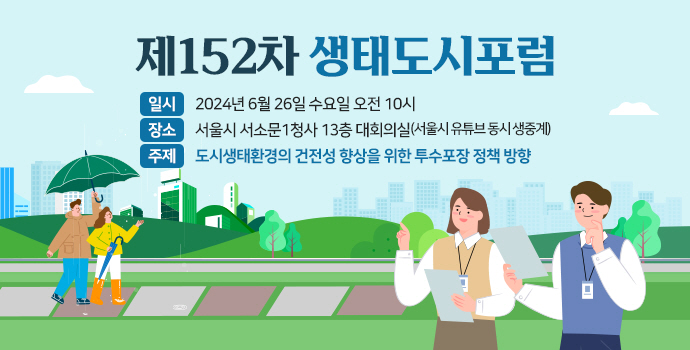 제152차 생태도시포럼
일시 2024년 6월 26일 수요일 오전 10시
장소 서울시 서소문1청사 13층 대회의실(서울시 유튜브 동시 생중계)
주제 도시생태환경의 건전성 향상을 위한 투수포장 정책 방향